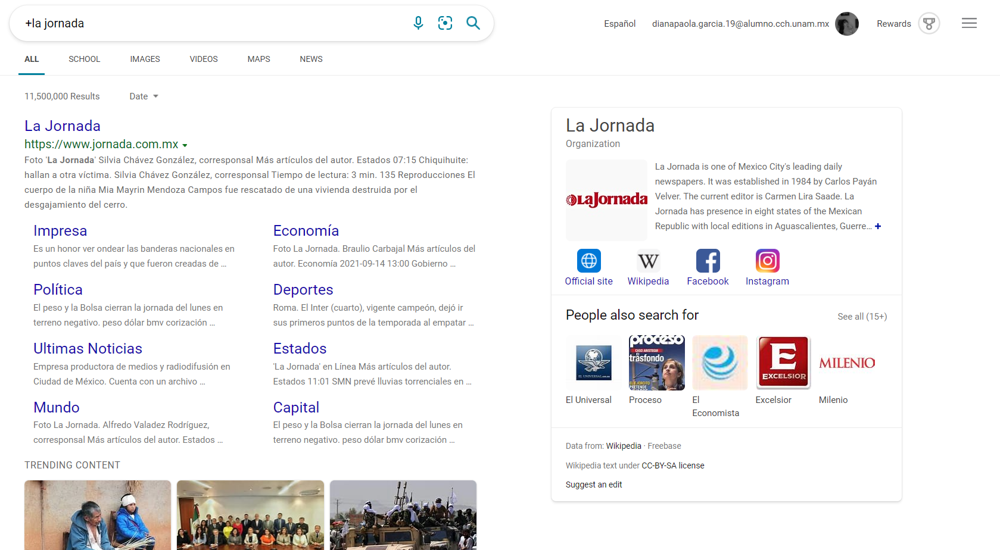 +la jornada
Español
dianapaola.garcia.19@alumno.cch.unam.mx
Rewards
ALL
SCHOOL
IMAGES
VIDEOS
MAPS
NEWS
11,500,000 Results
Date
La Jornada
https://www.jornada.com.mx
Foto 'La Jornada' Silvia Chávez González, corresponsal Más artículos del autor. Estados 07:15 Chiquihuite:
hallan a otra víctima. Silvia Chávez González, corresponsal Tiempo de lectura: 3 min. 135 Reproducciones El
cuerpo de la niña Mia Mayrin Mendoza Campos fue rescatado de una vivienda destruida por el
desgajamiento del cerro.
Impresa
Es un honor ver ondear las banderas nacionales en
puntos claves del país y que fueron creadas de ...
Economía
Foto La Jornada. Braulio Carbajal Más artículos del
autor. Economía 2021-09-14 13:00 Gobierno ...
Política
El peso y la Bolsa cierran la jornada del lunes en
terreno negativo. peso dólar bmv corización ...
Deportes
Roma. El Inter (cuarto), vigente campeón, dejó ir
sus primeros puntos de la temporada al empatar ...
Ultimas Noticias
Empresa productora de medios y radiodifusión en
Ciudad de México. Cuenta con un archivo ...
Estados
'La Jornada' en Línea Más artículos del autor.
Estados 11:01 SMN prevé lluvias torrenciales en ...
Mundo
Foto La Jornada. Alfredo Valadez Rodríguez,
corresponsal Más artículos del autor. Estados ...
Capital
El peso y la Bolsa cierran la jornada del lunes en
terreno negativo. peso dólar bmv corización ...
TRENDING CONTENT
La Jornada
Organization
LaJornada
La Jornada is one of Mexico City's leading daily
newspapers. It was established in 1984 by Carlos Payán
Velver. The current editor is Carmen Lira Saade. La
Jornada has presence in eight states of the Mexican
Republic with local editions in Aguascalientes, Guerre... +
W
f
Official site
Wikipedia
Facebook
Instagram
People also search for
See all (15+)
EL UNIVERSAL.com.mx
proceso
CASO ARISTEGUI
El
trasfondo
EL EJÉRCITO
PRETENDE
E
EXCELSIOR
MILENIO
El Universal
Proceso
El
Economista
Excelsior
Milenio
Data from: Wikipedia · Freebase
Wikipedia text under CC-BY-SA license
Suggest an edit